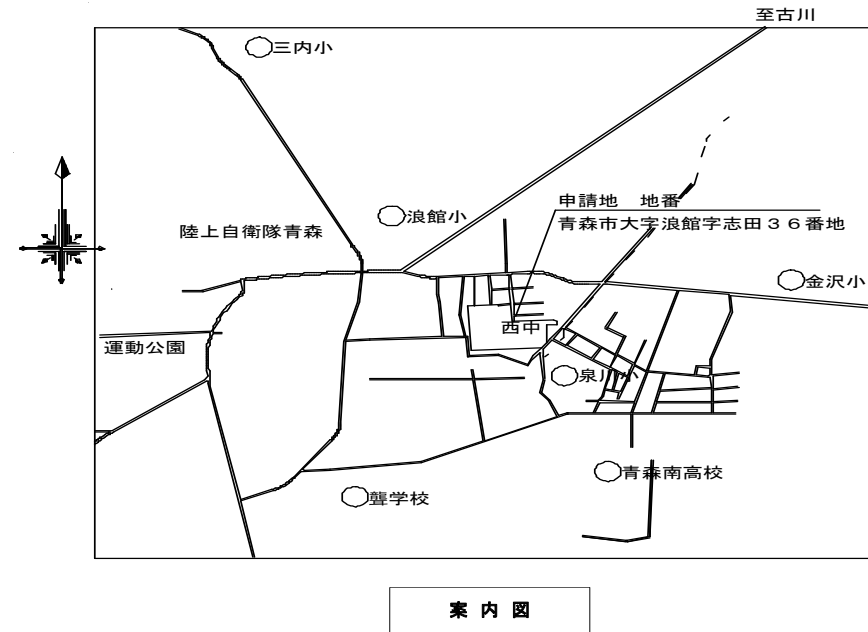 至古川
三内小
申請地　地番
浪館小
陸上自衛隊青森
青森市大字浪館字志田３６番地
金沢小
西中
運動公園
泉川小
青森南高校
聾学校
案内図